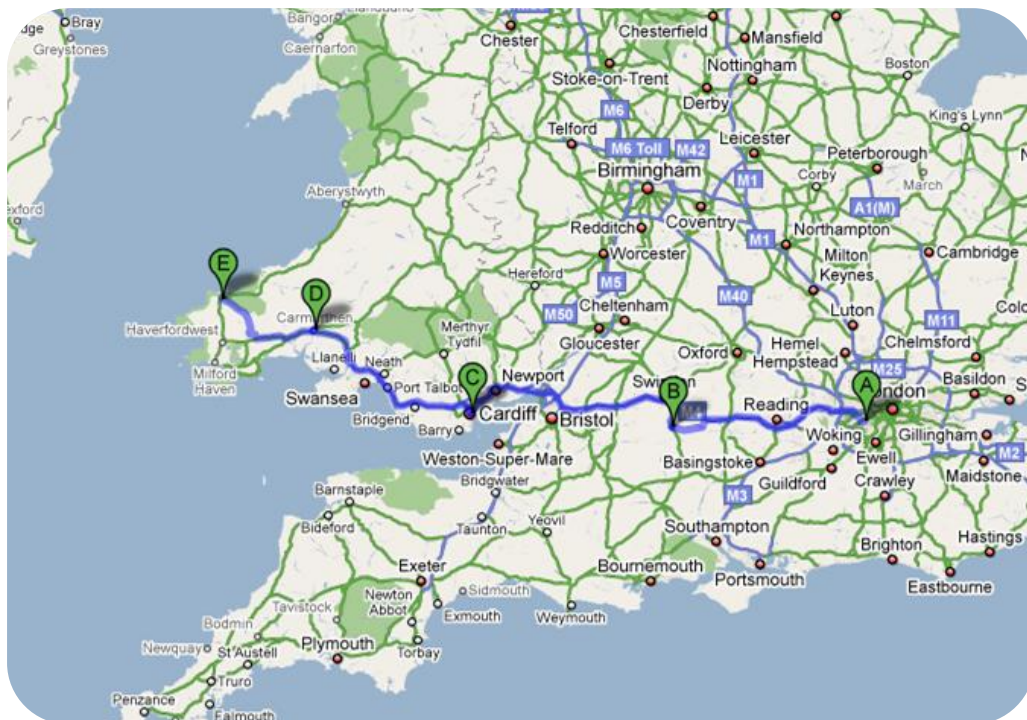 Bray
Greystones
Bangor
Caernarfon
Chester
Chesterfield
Mansfield
Stoke-on-Trent
Nottingham
Boston
Derby
M6
Telford
M6 Toll
M42
Leicester
King's Lynn
Birmingham
M1
Peterborough
Corby
March
Aberystwyth
Coventry
A1(M)
Redditch
M1
Northampton
Worcester
Milton
Keynes
Cambridge
E
Hereford
M5
M40
D
M50
Cheltenham
Luton
M11
Haverfordwest
Merthyr
Tydfil
Gloucester
Hemel
Hempstead
Chelmsford
Milford
Haven
Llanelli
Neath
Oxford
M25
Swansea
Port Talbot
C
Newport
B
A
Basildon
Bridgend
Cardiff
Bristol
Reading
Barry
Woking
Gillingham
Weston-Super-Mare
Basingstoke
Ewell
M2
Guildford
Crawley
Maidstone
Barnstaple
Bridgwater
M3
Bideford
Taunton
Yeovil
Southampton
Hastings
Exeter
Bournemouth
Portsmouth
Brighton
Eastbourne
Newton
Abbot
Sidmouth
Tavistock
Exmouth
Weymouth
Bodmin
Newquay
St Austell
Plymouth
Torbay
Truro
Penzance
Falmouth